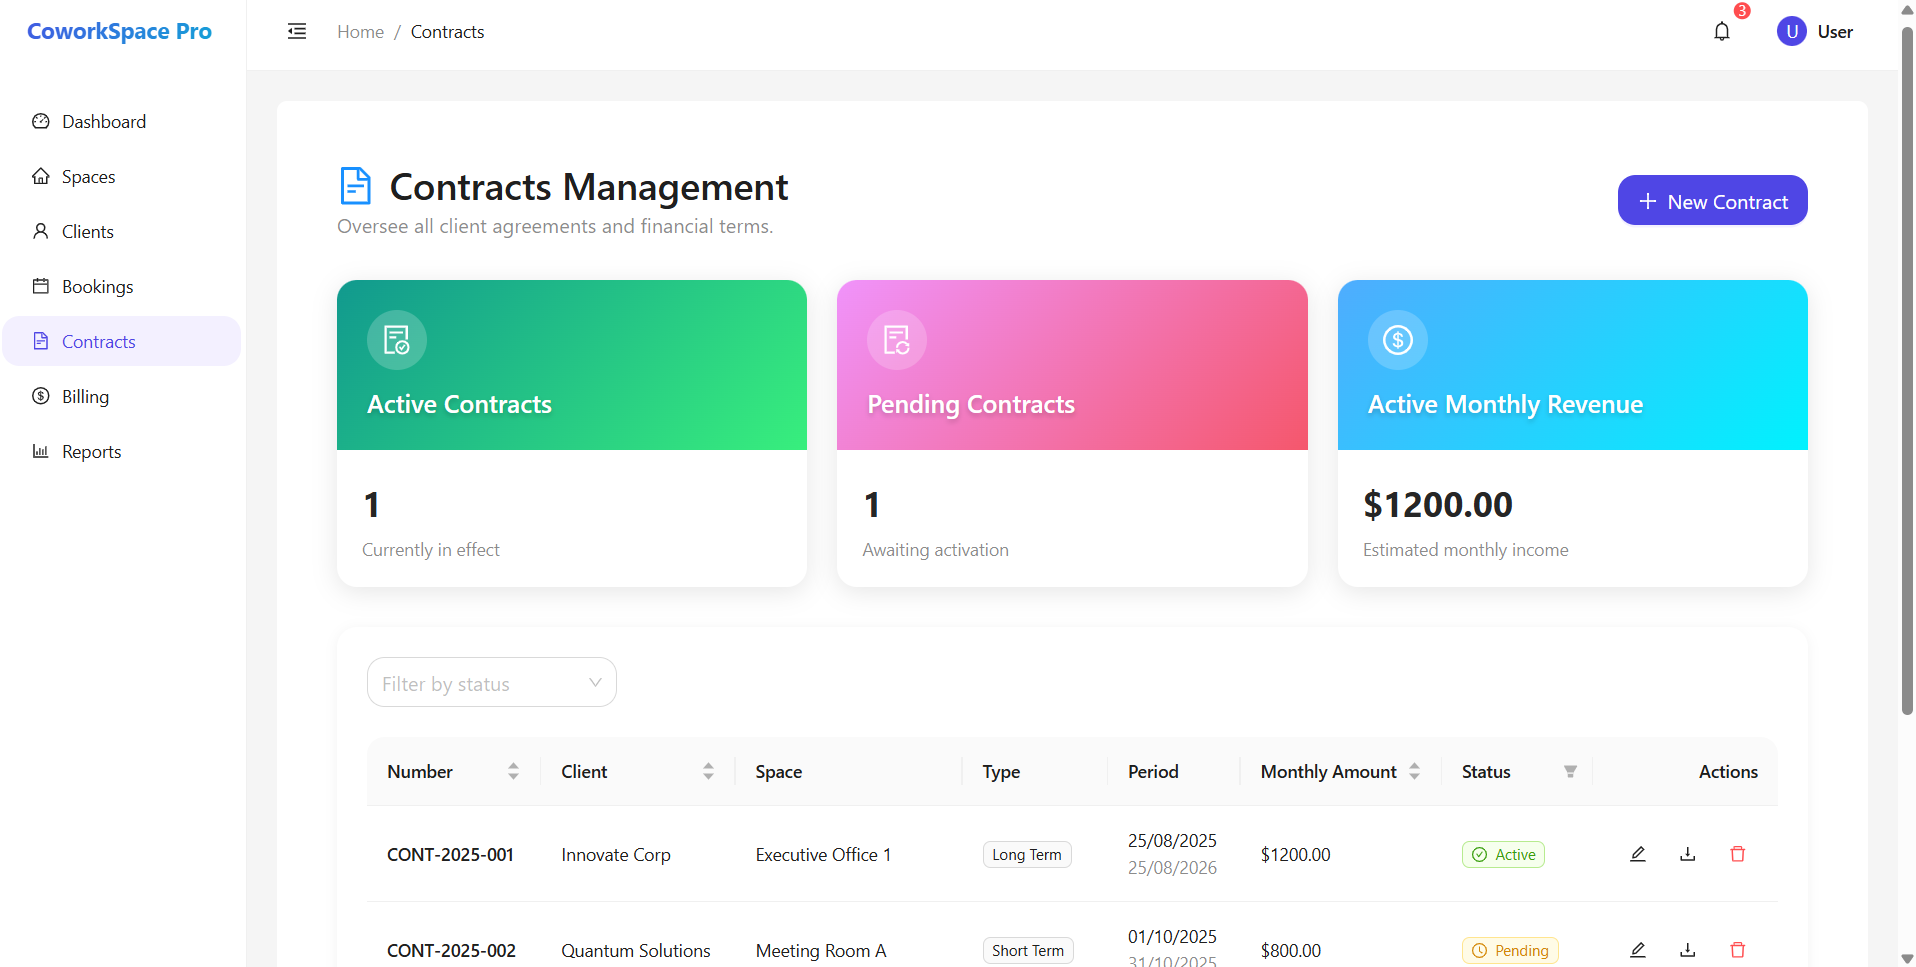 CoworkSpace Pro
Home / Contracts
3
U User
Dashboard
Spaces
Clients
Bookings
Contracts
Billing
Reports
Contracts Management
Oversee all client agreements and financial terms.
New Contract
Active Contracts
1
Currently in effect
Pending Contracts
1
Awaiting activation
Active Monthly Revenue
$1200.00
Estimated monthly income
Filter by status
Number Client Space Type Period Monthly Amount Status Actions
CONT-2025-001 Innovate Corp Executive Office 1 Long Term 25/08/2025 $1200.00 Active
25/08/2026
CONT-2025-002 Quantum Solutions Meeting Room A Short Term 01/10/2025 $800.00 Pending
31/10/2025